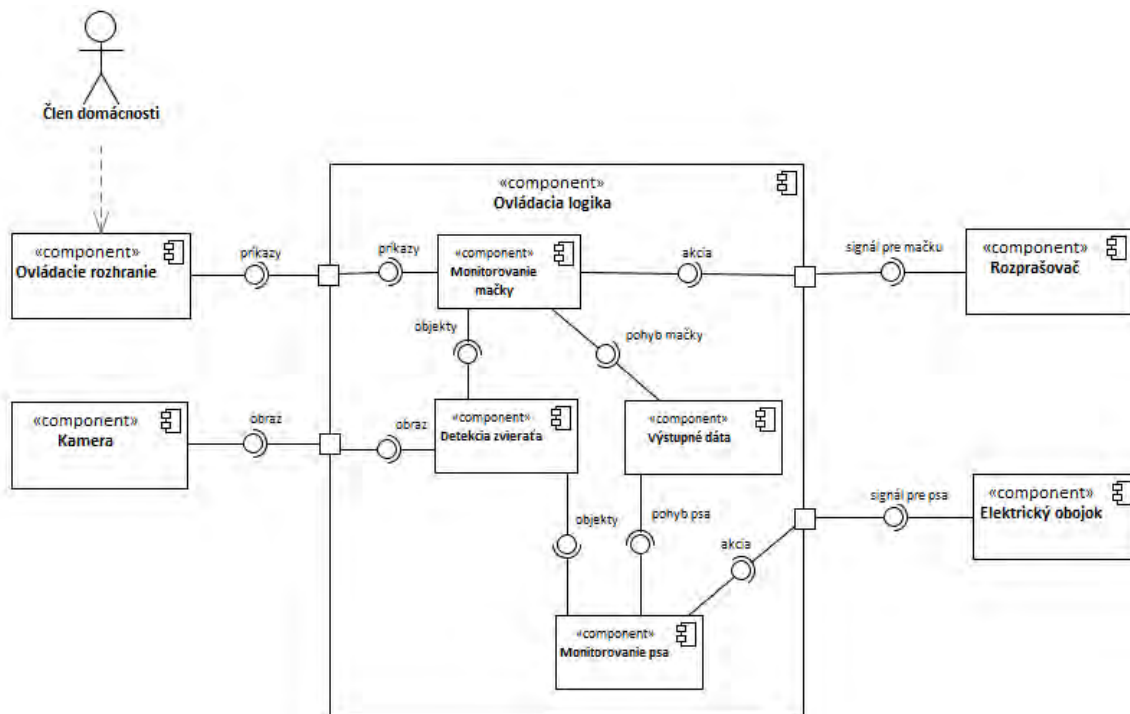 Člen domácnosti
«component»
Ovládacia logika
«component»
Ovládacie rozhranie
príkazy
príkazy
«component»
Monitorovanie
mačky
akcia
signál pre mačku
«component»
Rozprašovač
objekty
pohyb mačky
«component»
Kamera
obraz
obraz
«component»
Detekcia zvieraťa
«component»
Výstupné dáta
objekty
pohyb psa
akcia
signál pre psa
«component»
Elektrický obojok
«component»
Monitorovanie psa